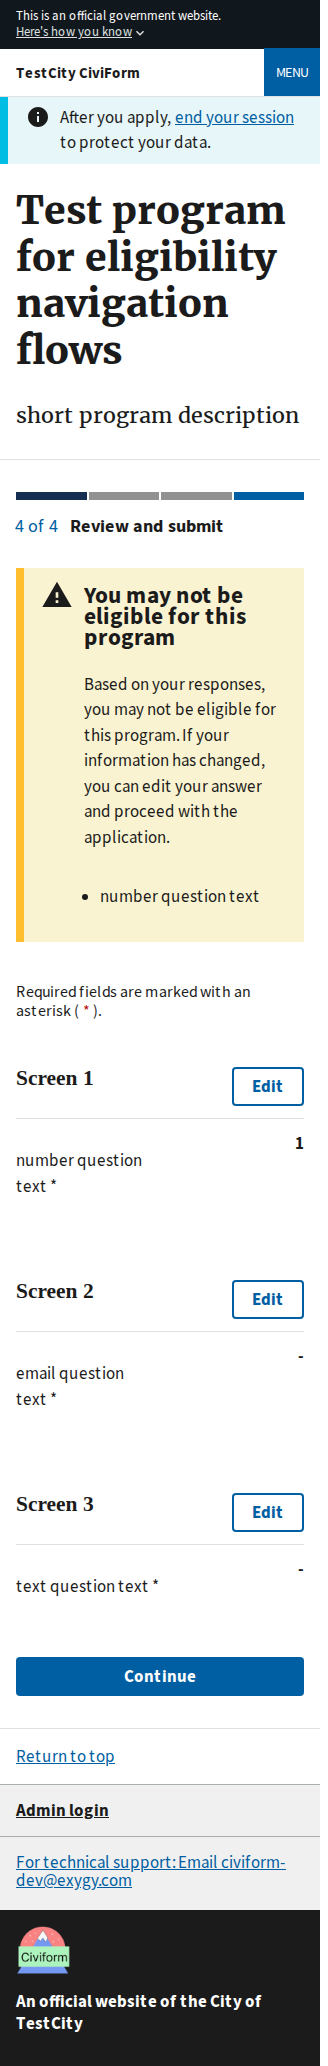 This is an official government website.
Here's how you know
TestCity CiviForm
MENU
After you apply, end your session
to protect your data.
Test program
for eligibility
navigation
flows
short program description
4 of 4 Review and submit
You may not be
eligible for this
program
Based on your responses,
you may not be eligible for
this program. If your
information has changed,
you can edit your answer
and proceed with the
application.
• number question text
Required fields are marked with an
asterisk ( * ).
Screen 1
Edit
1
number question
text *
Screen 2
Edit
-
email question
text *
Screen 3
Edit
-
text question text *
Continue
Return to top
Admin login
For technical support: Email civiform-
dev@exygy.com
Civiform
An official website of the City of
TestCity